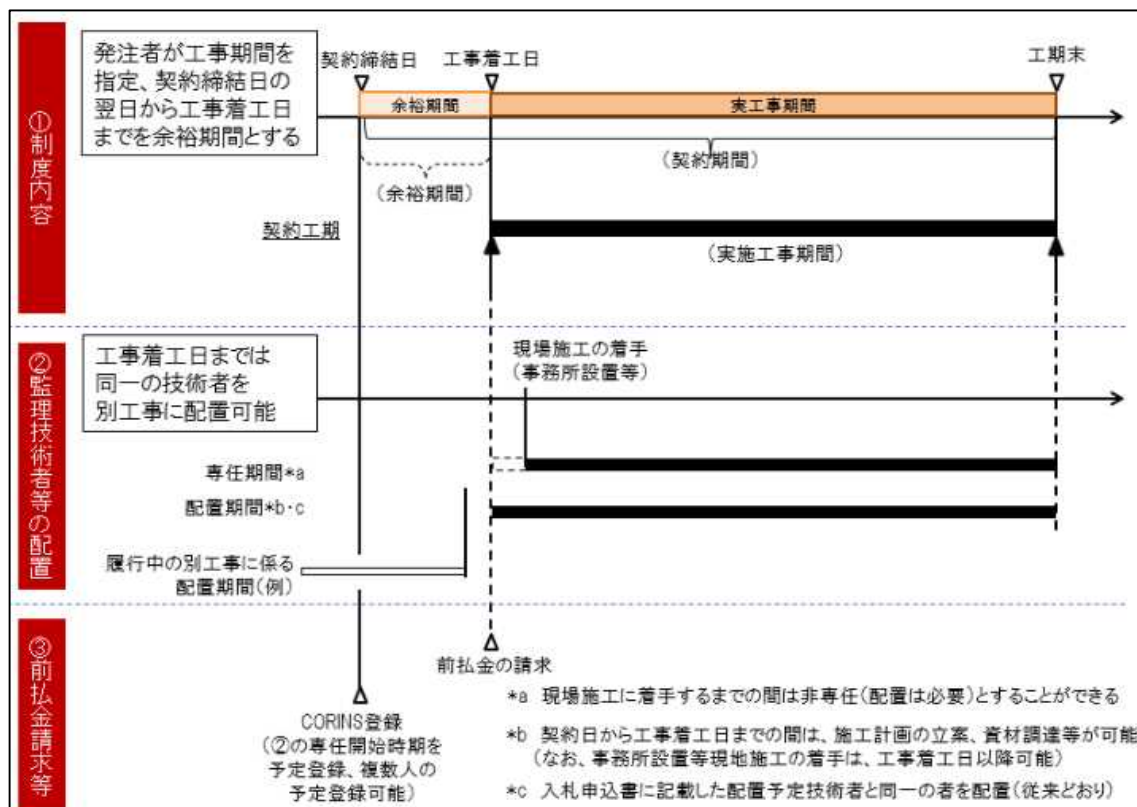 ①制度内容
発注者が工事期間を
指定、契約締結日の
翌日から工事着工日
までを余裕期間とする
契約締結日
工事着工日
工期末
余裕期間
実工事期間
(契約期間)
(余裕期間)
契約工期
(実施工事期間)
②監理技術者等の配置
工事着工日までは
同一の技術者を
別工事に配置可能
現場施工の着手
(事務所設置等)
専任期間*a
配置期間*b・c
履行中の別工事に係る
配置期間(例)
③前払金請求等
前払金の請求
CORINS登録
(②の専任開始時期を
予定登録、複数人の
予定登録可能)
*a 現場施工に着手するまでの間は非専任(配置は必要)とすることができる
*b 契約日から工事着工日までの間は、施工計画の立案、資材調達等が可能
(なお、事務所設置等現地施工の着手は、工事着工日以降可能)
*c 入札申込書に記載した配置予定技術者と同一の者を配置(従来どおり)